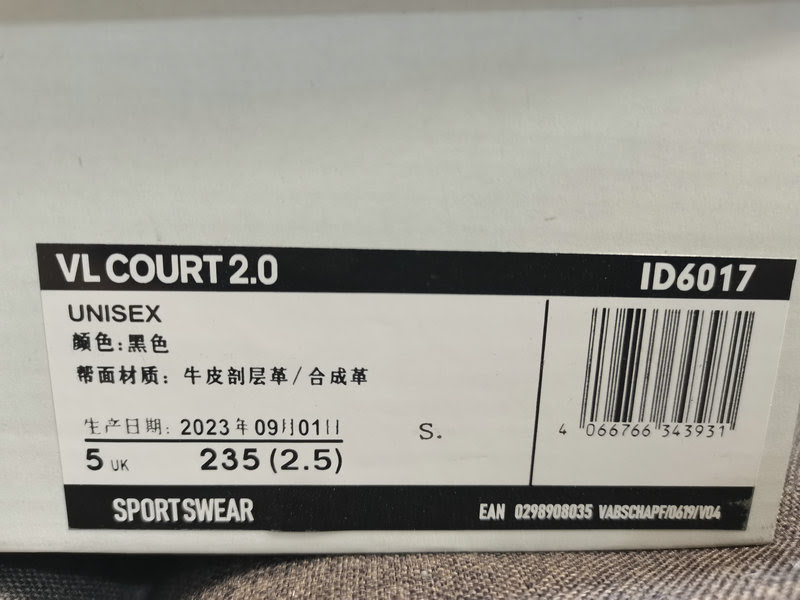 VL COURT 2.0 ID6017
UNISEX
颜色:黑色
帮面材质: 牛皮剖层革/合成革
生产日期: 2023年09月01日
S.
5 UK 235(2.5)
4 066766 343931
SPORTSWEAR EAN 0298908035 VABSCHAPF/0619/V04